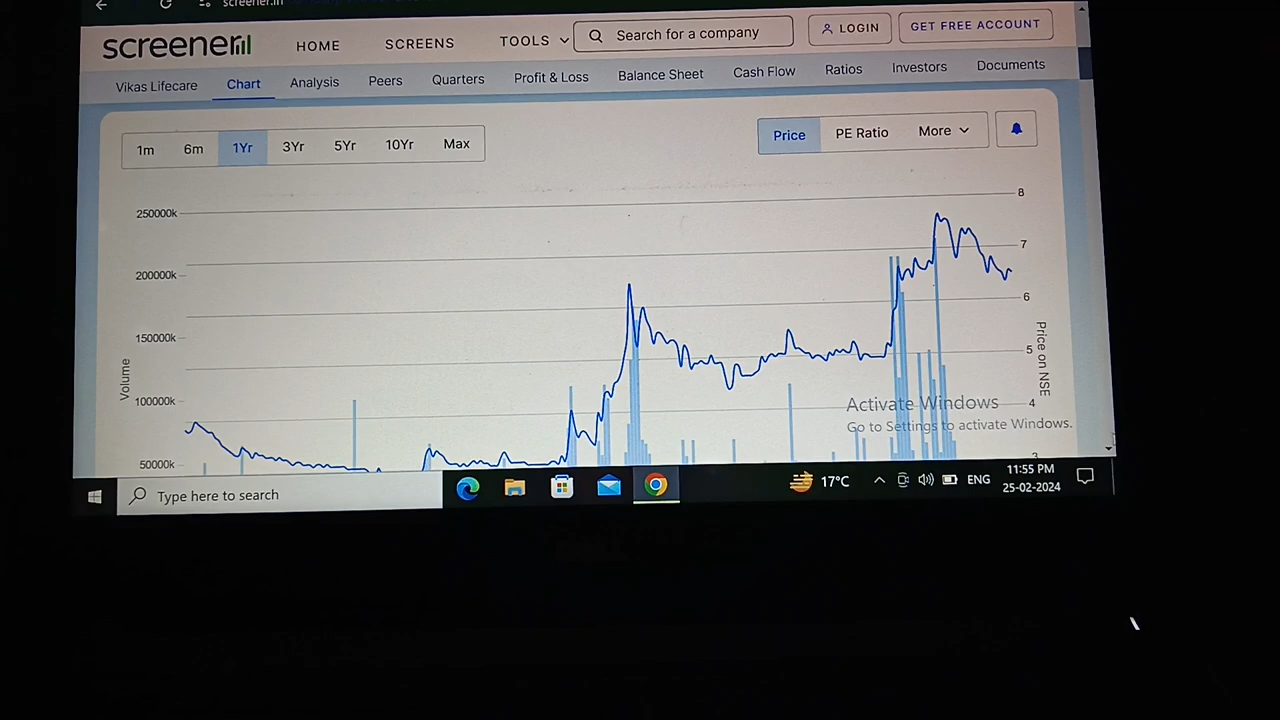 screener.in
screener
HOME
SCREENS
TOOLS
Search for a company
LOGIN
GET FREE ACCOUNT
Vikas Lifecare
Chart
Analysis
Peers
Quarters
Profit & Loss
Balance Sheet
Cash Flow
Ratios
Investors
Documents
1m
6m
1Yr
3Yr
5Yr
10Yr
Max
Price
PE Ratio
More
250000k
200000k
150000k
100000k
50000k
Volume
8
7
6
5
4
3
Price on NSE
Activate Windows
Go to Settings to activate Windows.
Type here to search
17°C
ENG
11:55 PM
25-02-2024